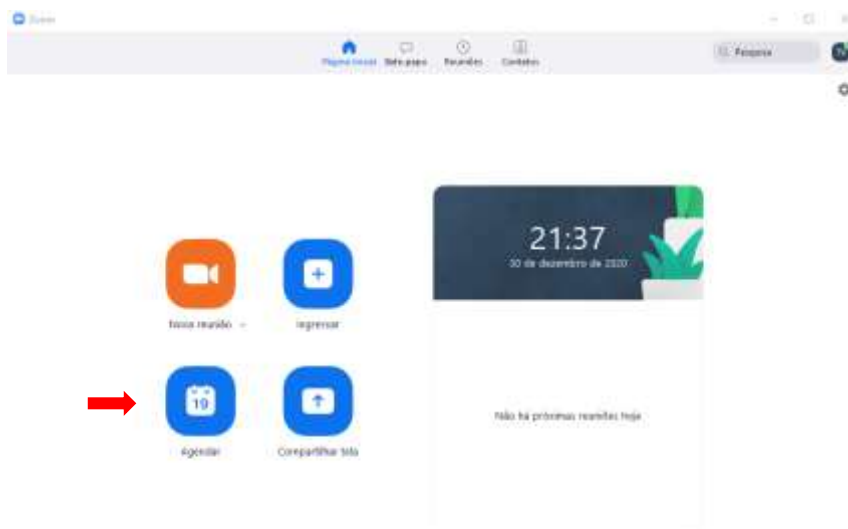 Zoom
Página inicial Bate-papo Reuniões Contatos
Pesquisa
21:37
30 de dezembro de 2020
Nova reunião
Ingressar
19
Agendar
Compartilhar tela
Não há próximas reuniões hoje